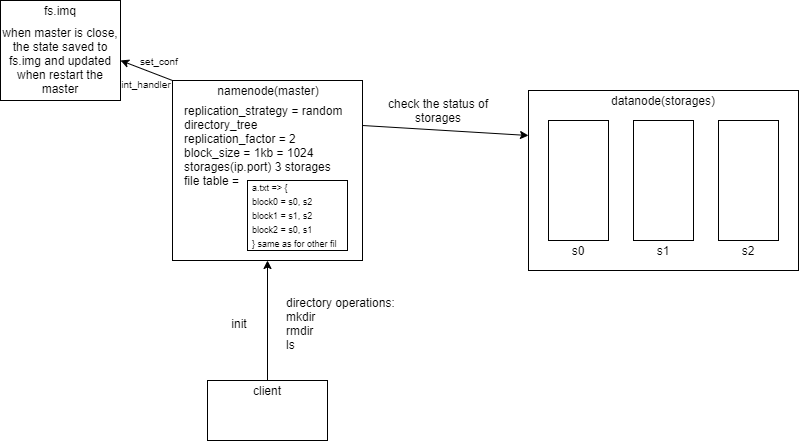 fs.imq
when master is close,
the state saved to
fs.img and updated
when restart the
master
set_conf
int_handler
namenode(master)
replication_strategy = random
directory_tree
replication_factor = 2
block_size = 1kb = 1024
storages(ip.port) 3 storages
file table =
a.txt => {
block0 = s0, s2
block1 = s1, s2
block2 = s0, s1
} same as for other fil
check the status of
storages
datanode(storages)
s0
s1
s2
init
directory operations:
mkdir
rmdir
ls
client